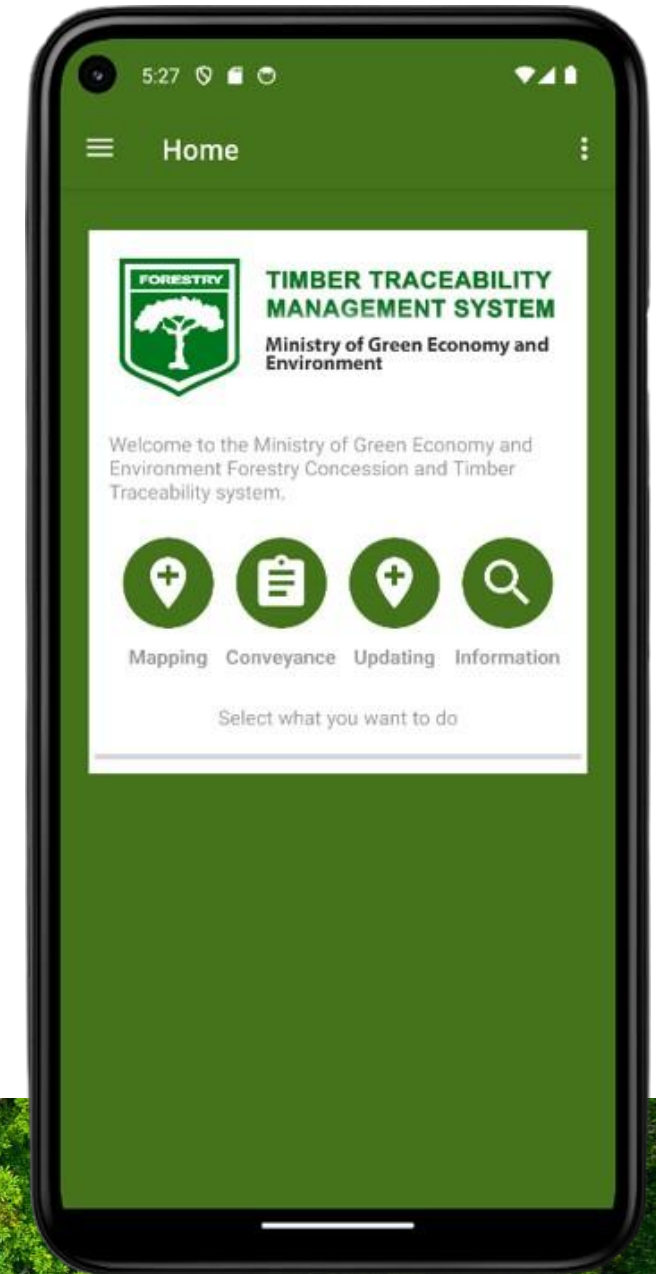 5:27
Home
FORESTRY
TIMBER TRACEABILITY
MANAGEMENT SYSTEM
Ministry of Green Economy and
Environment
Welcome to the Ministry of Green Economy and
Environment Forestry Concession and Timber
Traceability system.
Mapping Conveyance Updating Information
Select what you want to do